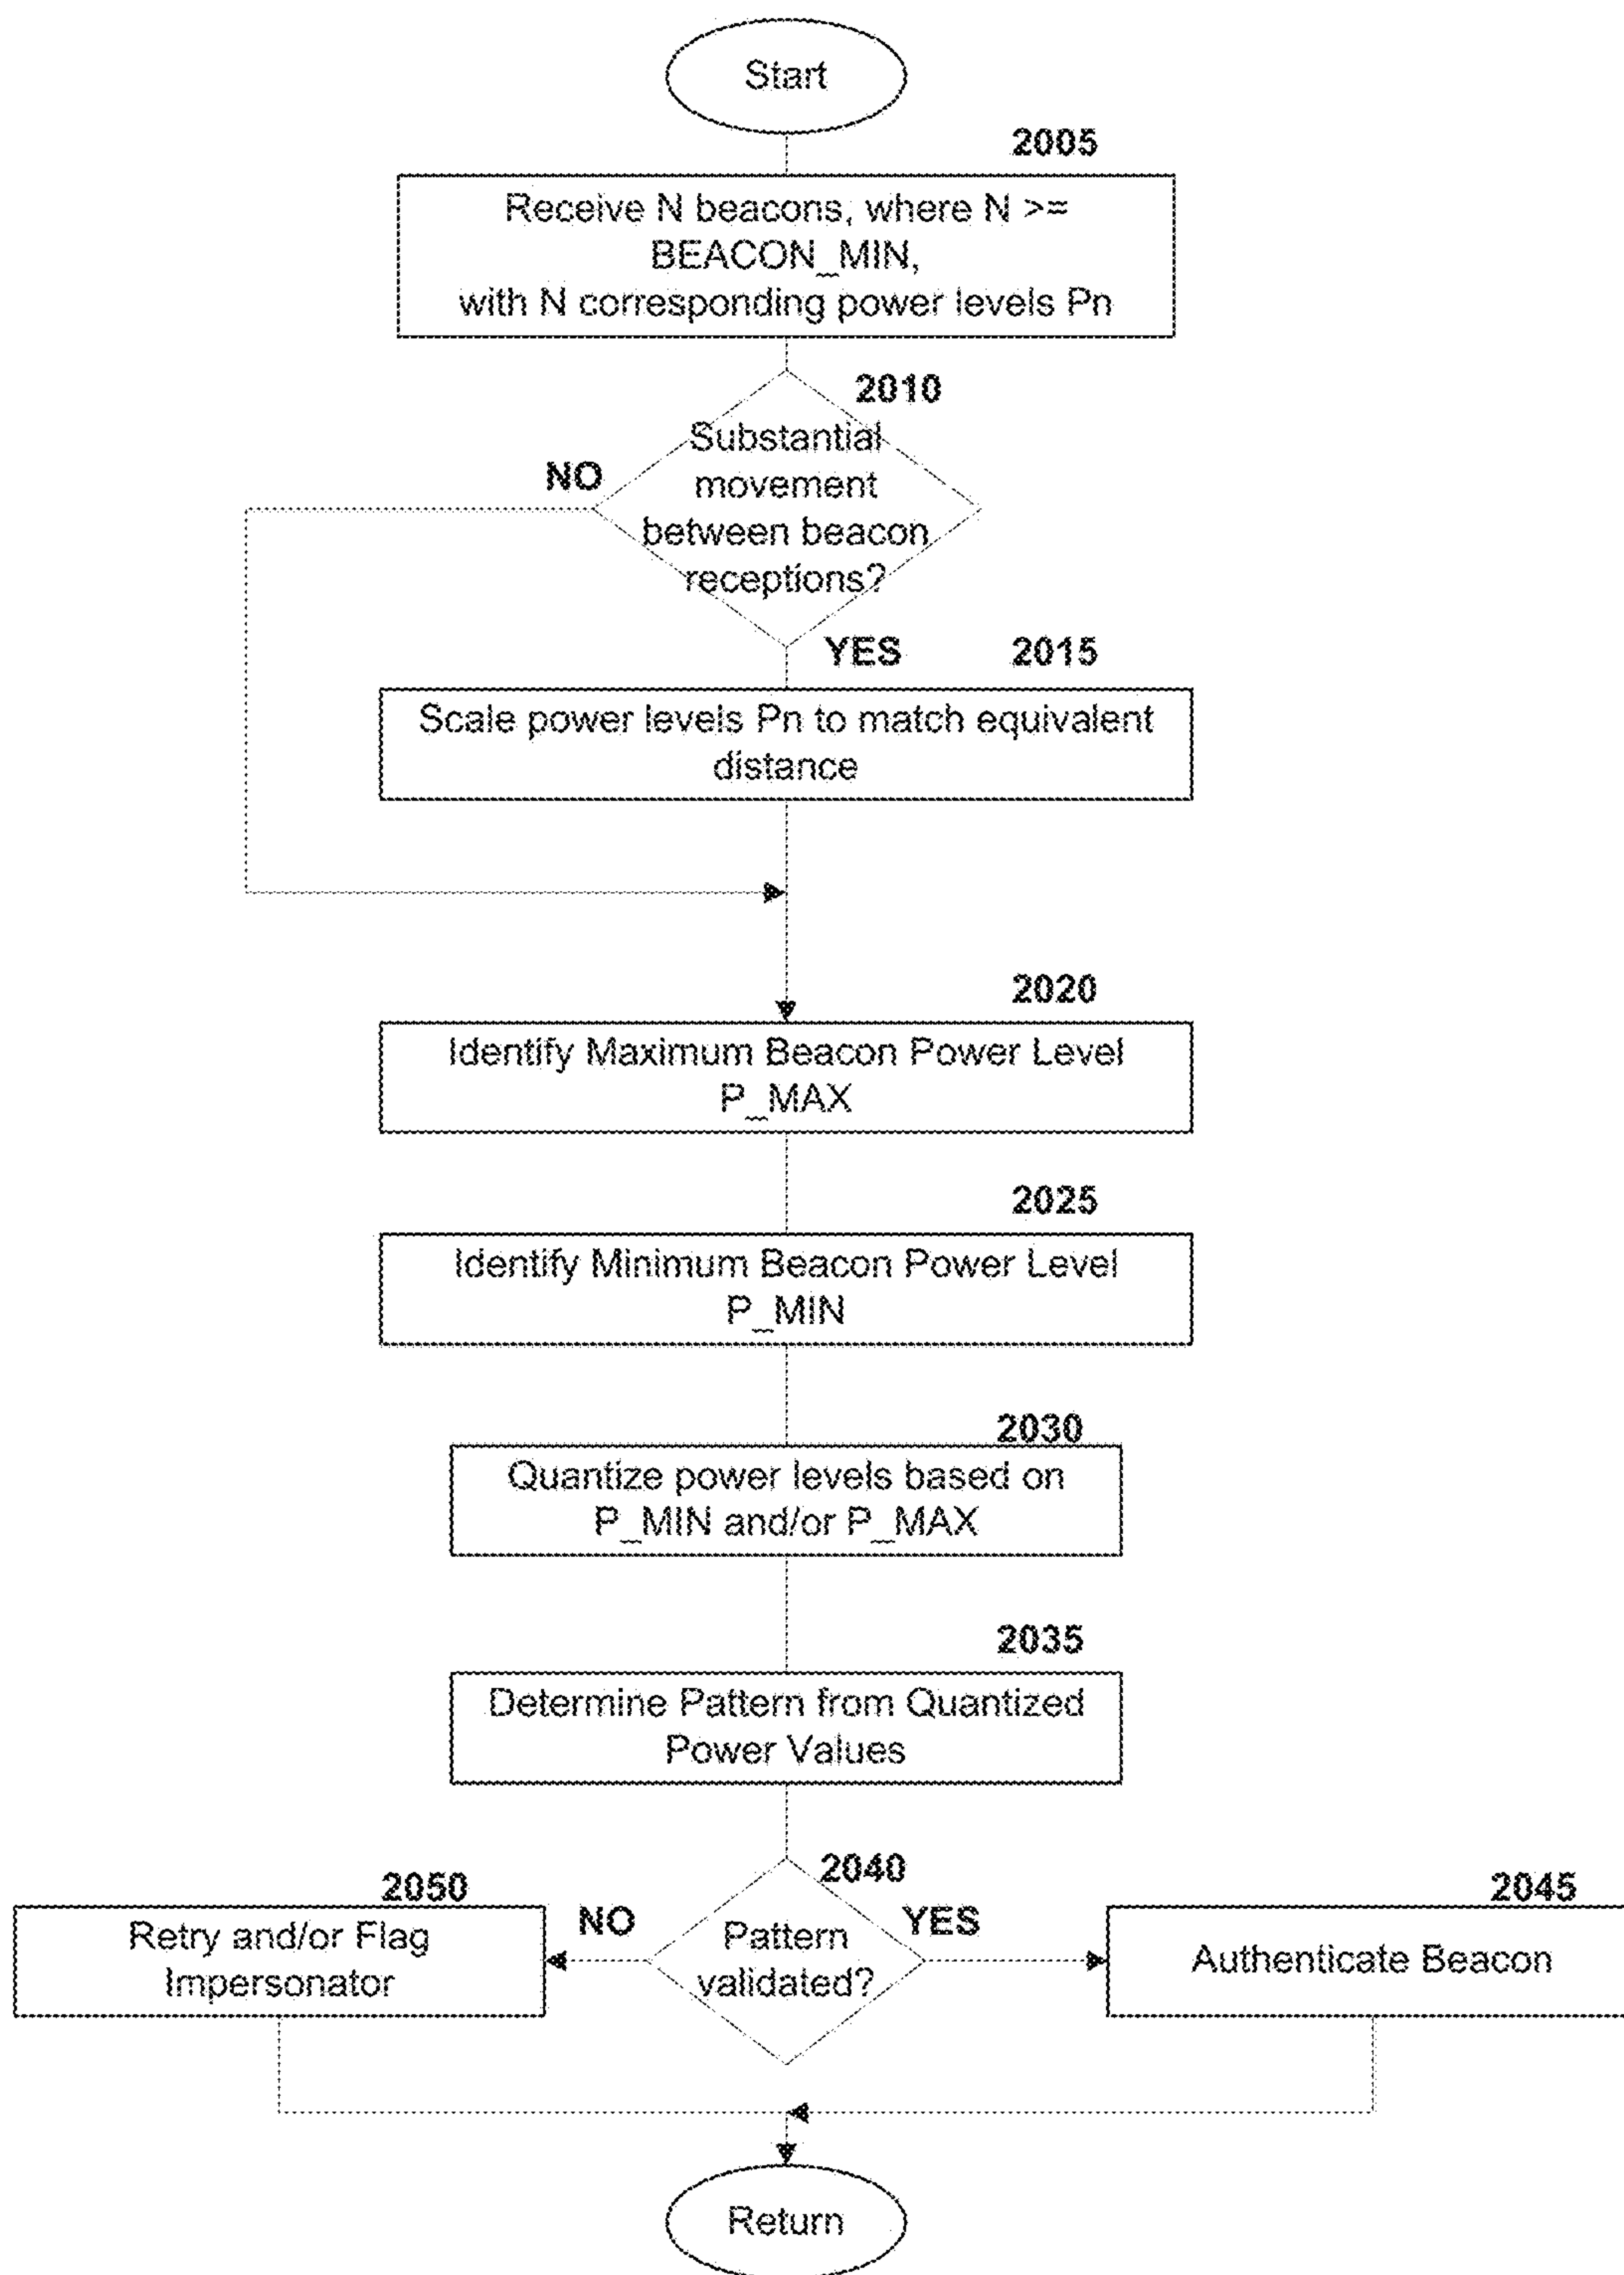 Start
2005
Receive N beacons, where N >=
BEACON_MIN,
with N corresponding power levels Pn
2010
Substantial
movement
between beacon
receptions?
NO
YES
2015
Scale power levels Pn to match equivalent
distance
2020
Identify Maximum Beacon Power Level
P_MAX
2025
Identify Minimum Beacon Power Level
P_MIN
2030
Quantize power levels based on
P_MIN and/or P_MAX
2035
Determine Pattern from Quantized
Power Values
2040
Pattern
validated?
NO
YES
2050
Retry and/or Flag
Impersonator
2045
Authenticate Beacon
Return